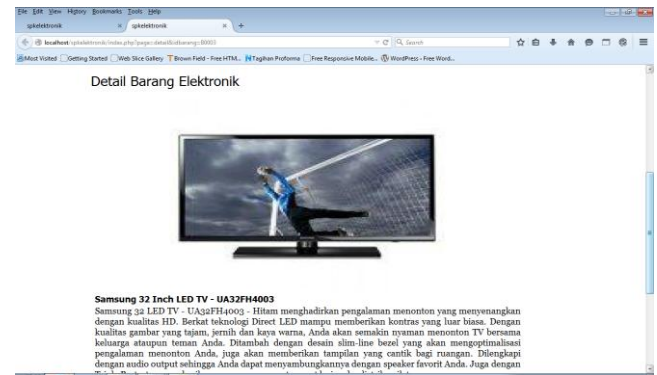 File Edit View History Bookmarks Tools Help
spkelektronik × spkelektronik × +
localhost/spkelektronik/index.php?page=detail&idbarang=B0003 Search
Most Visited Getting Started Web Slice Gallery Brown Field - Free HTM... Tagihan Proforma Free Responsive Mobile... WordPress - Free Word...
Detail Barang Elektronik
Samsung 32 Inch LED TV - UA32FH4003
Samsung 32 LED TV - UA32FH4003 - Hitam menghadirkan pengalaman menonton yang menyenangkan
dengan kualitas HD. Berkat teknologi Direct LED mampu memberikan kontras yang luar biasa. Dengan
kualitas gambar yang tajam, jernih dan kaya warna, Anda akan semakin nyaman menonton TV bersama
keluarga ataupun teman Anda. Ditambah dengan desain slim-line bezel yang akan mengoptimalisasi
pengalaman menonton Anda, juga akan memberikan tampilan yang cantik bagi ruangan. Dilengkapi
dengan audio output sehingga Anda dapat menyambungkannya dengan speaker favorit Anda. Juga dengan